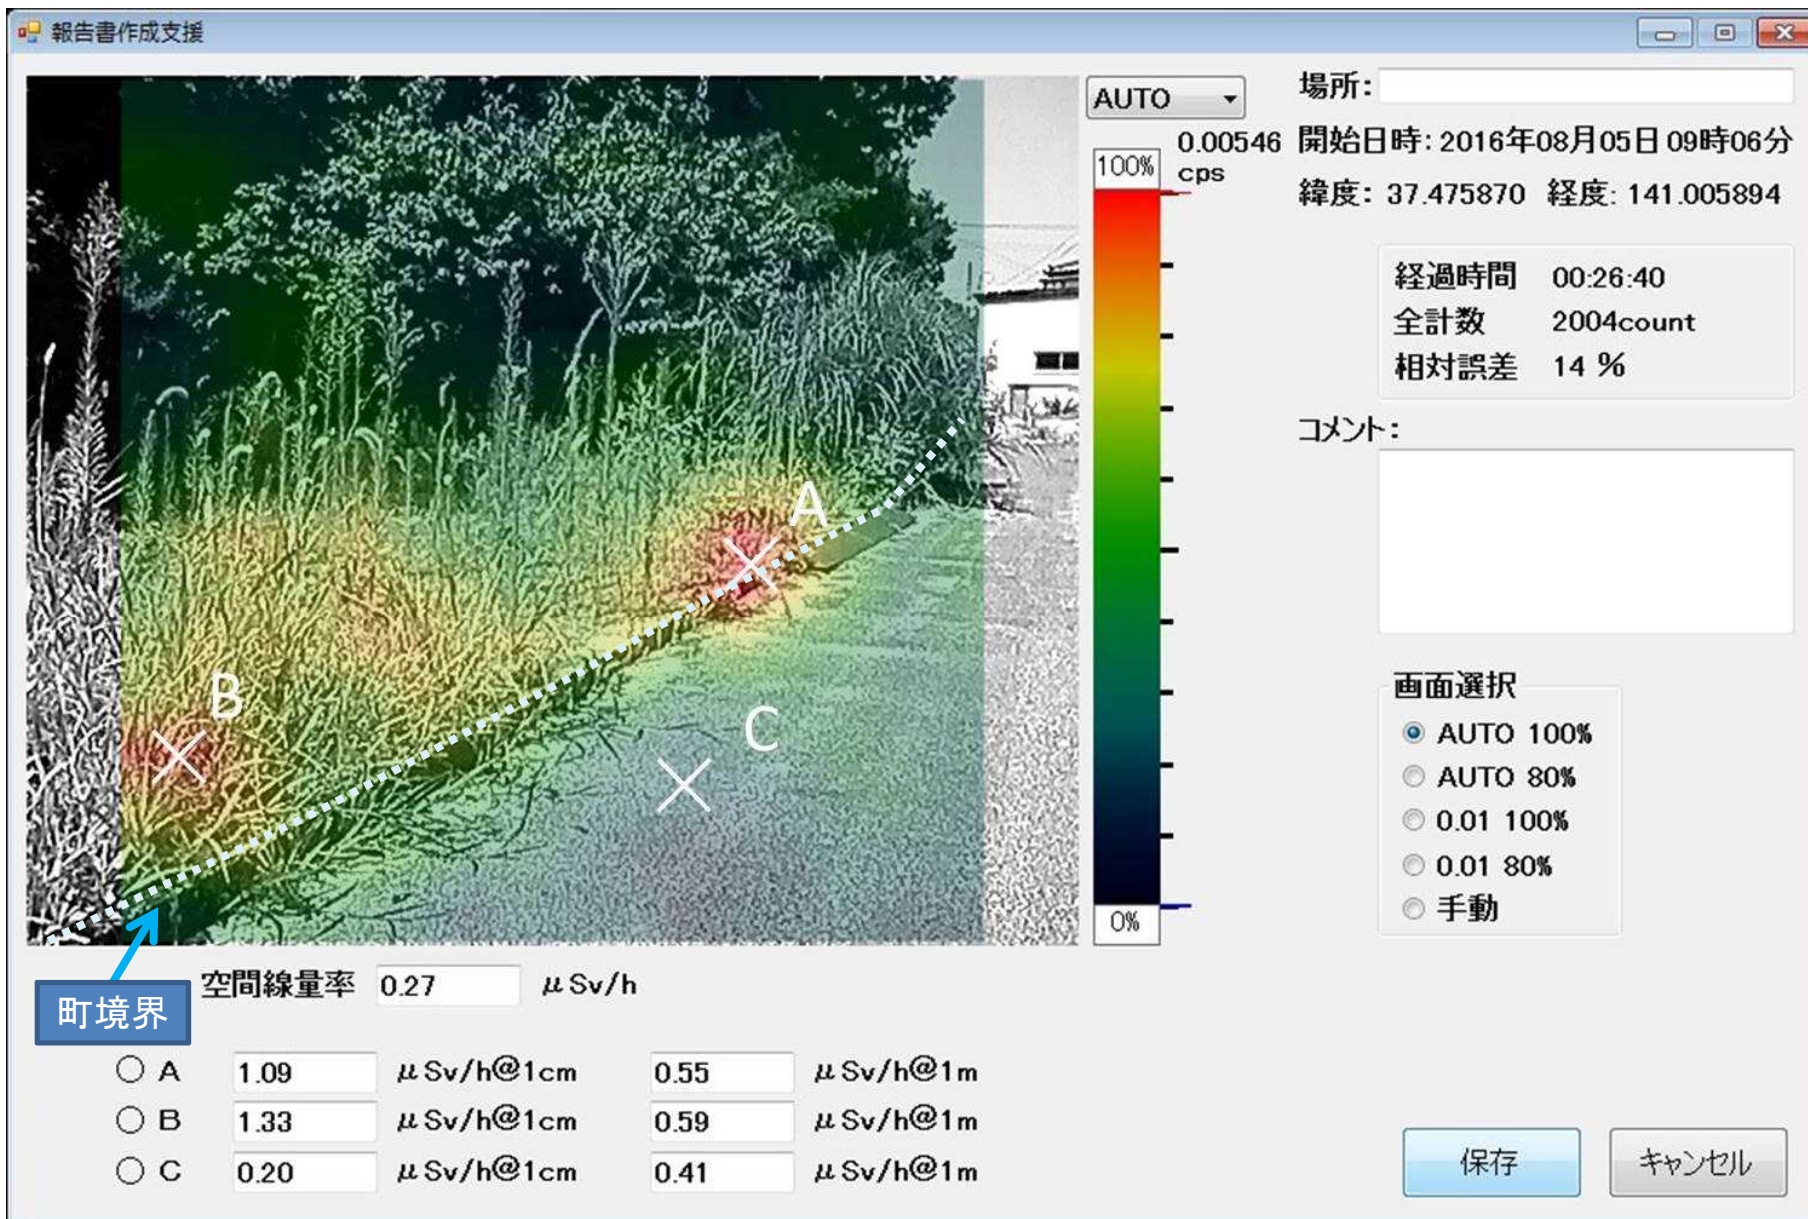 報告書作成支援
AUTO
0.00546
cps
100%
0%
場所:
開始日時: 2016年08月05日 09時06分
緯度: 37.475870 経度: 141.005894
経過時間 00:26:40
全計数 2004count
相対誤差 14 %
コメント:
画面選択
AUTO 100%
AUTO 80%
0.01 100%
0.01 80%
手動
A
B
C
町境界
空間線量率 0.27 μSv/h
A 1.09 μSv/h@1cm 0.55 μSv/h@1m
B 1.33 μSv/h@1cm 0.59 μSv/h@1m
C 0.20 μSv/h@1cm 0.41 μSv/h@1m
保存 キャンセル